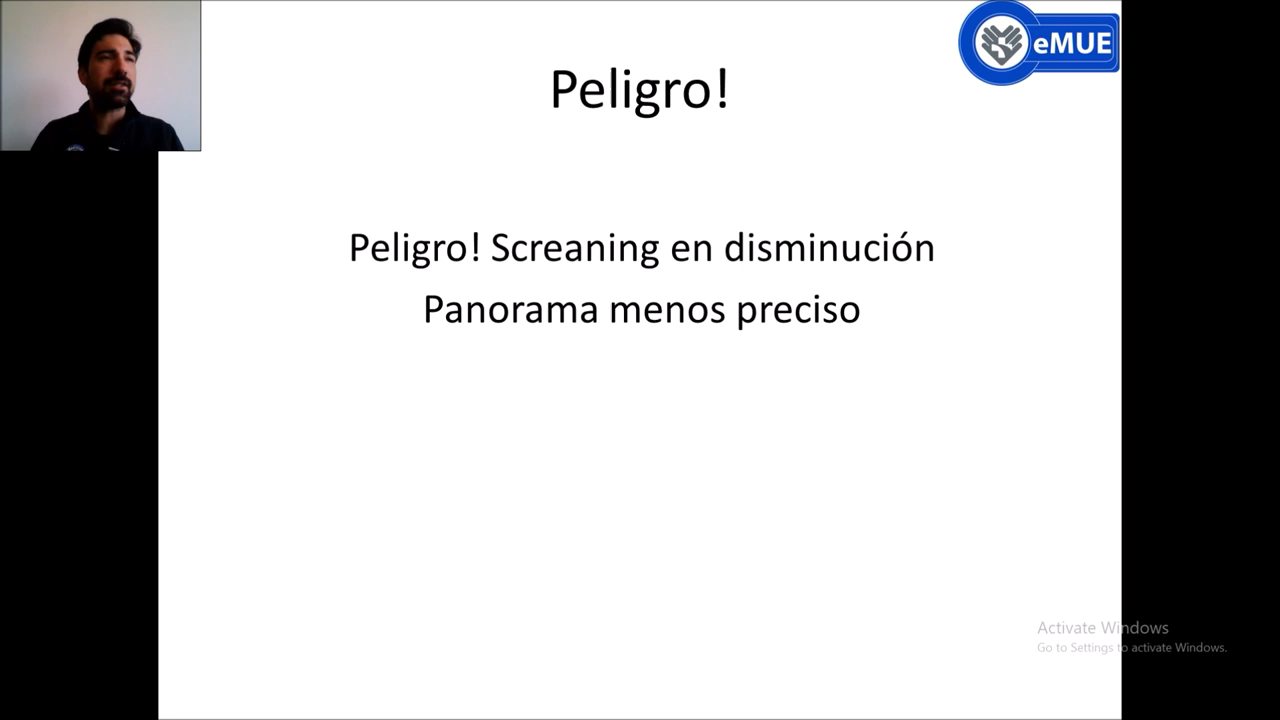 eMUE
Peligro!
Peligro! Screaning en disminución
Panorama menos preciso
Activate Windows
Go to Settings to activate Windows.